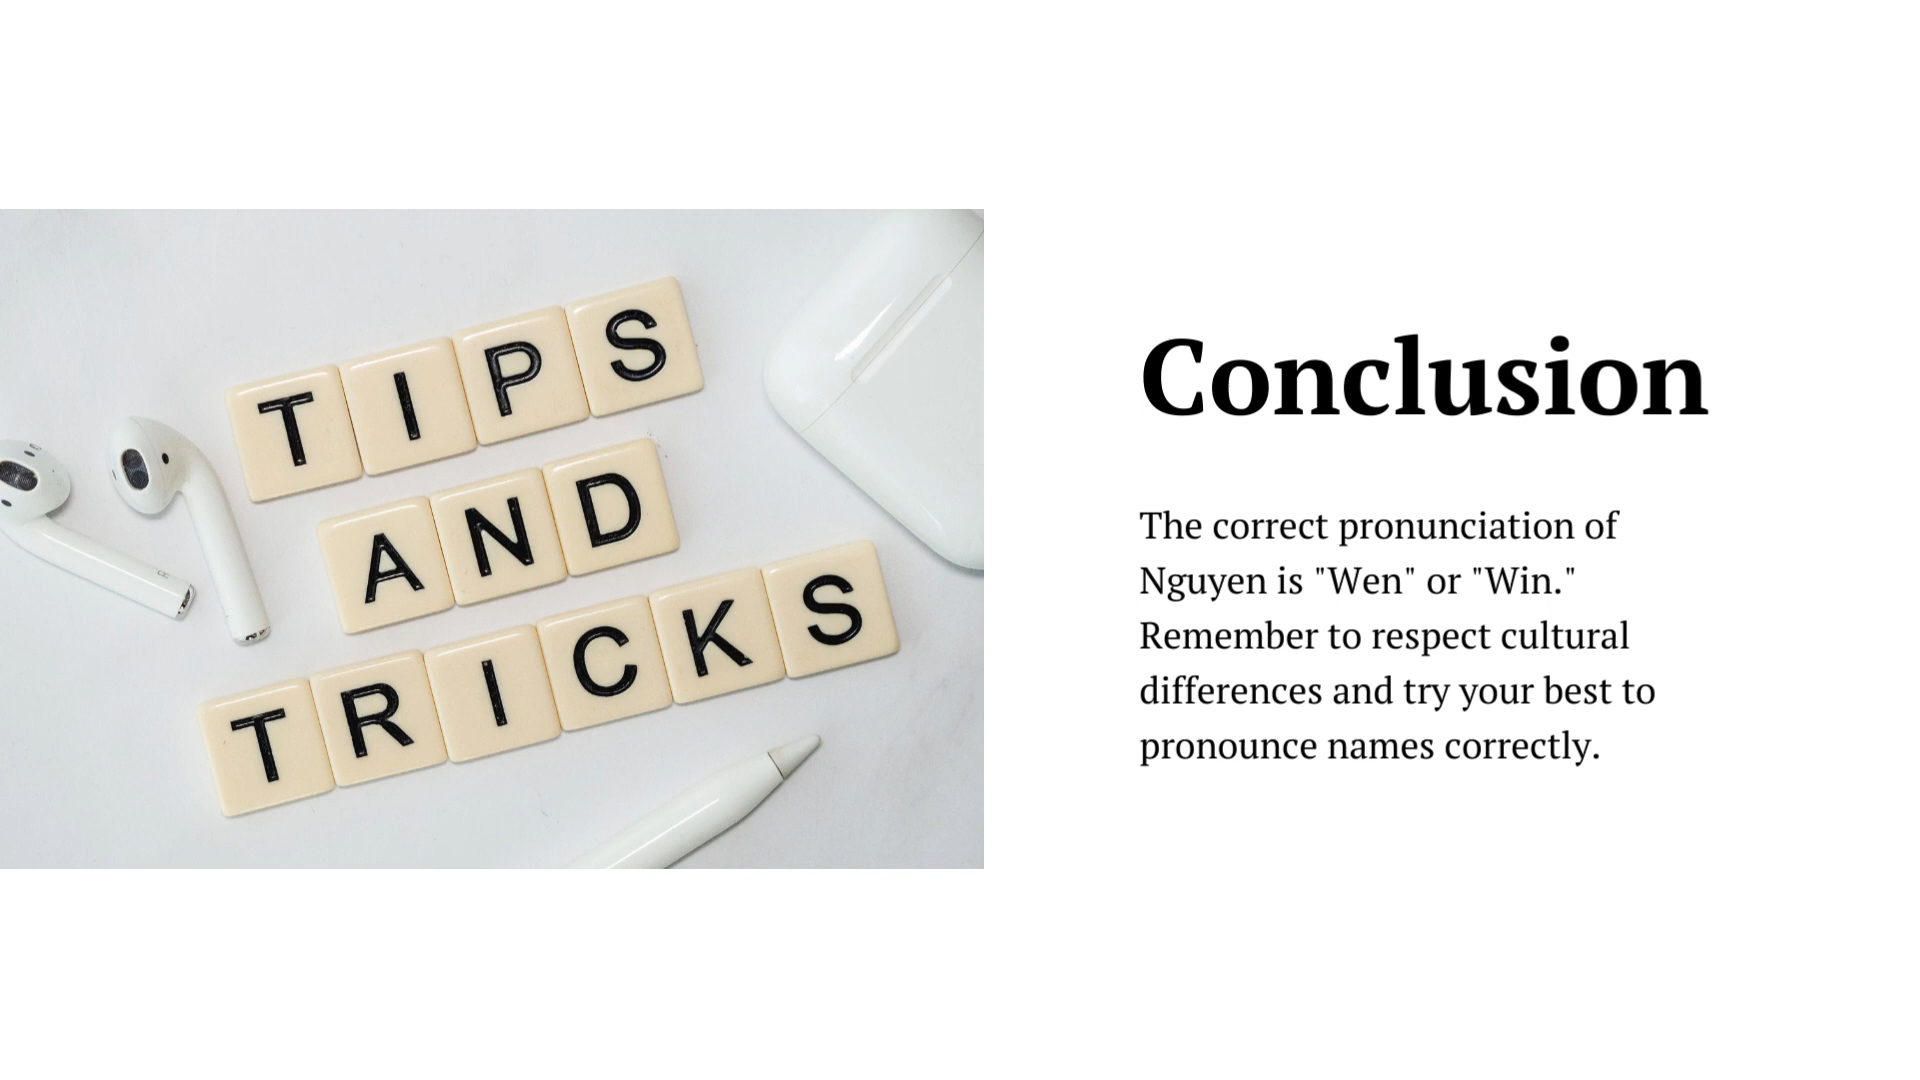 TIPS
AND
TRICKS
Conclusion
The correct pronunciation of
Nguyen is "Wen" or "Win."
Remember to respect cultural
differences and try your best to
pronounce names correctly.